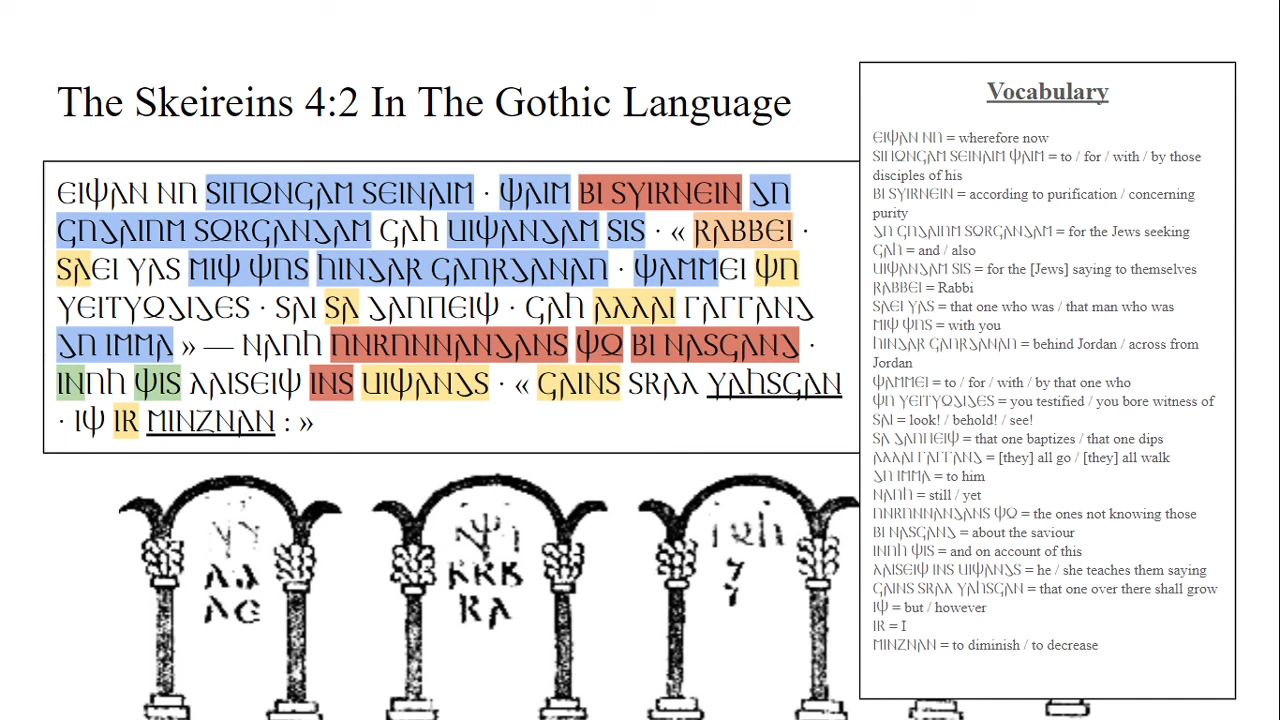 The Skeireins 4:2 In The Gothic Language
𐌴𐌹𐌸𐌰𐌽 𐌽𐌿 𐍃𐌹𐍀𐍉𐌽𐌾𐌰𐌼 𐍃𐌴𐌹𐌽𐌰𐌹𐌼 · 𐌸𐌰𐌹𐌼 𐌱𐌹 𐍃𐍅𐌹𐌺𐌽𐌴𐌹𐌽 𐌳𐌿
𐌾𐌿𐌳𐌰𐌹𐌿𐌼 𐍃𐍉𐌺𐌾𐌰𐌽𐌳𐌰𐌼 𐌾𐌰𐌷 𐌵𐌹𐌸𐌰𐌽𐌳𐌰𐌼 𐍃𐌹𐍃 · « 𐍂𐌰𐌱𐌱𐌴𐌹 ·
𐍃𐌰𐌴𐌹 𐍅𐌰𐍃 𐌼𐌹𐌸 𐌸𐌿𐍃 𐌷𐌹𐌽𐌳𐌰𐍂 𐌾𐌰𐌿𐍂𐌳𐌰𐌽𐌰𐌿 · 𐌸𐌰𐌼𐌼𐌴𐌹 𐌸𐌿
𐍅𐌴𐌹𐍄𐍅𐍉𐌳𐌹𐌳𐌴𐍃 · 𐍃𐌰𐌹 𐍃𐌰 𐌳𐌰𐌿𐍀𐌴𐌹𐌸 · 𐌾𐌰𐌷 𐌰𐌻𐌻𐌰𐌹 𐌲𐌰𐌲𐌲𐌰𐌽𐌳
𐌳𐌿 𐌹𐌼𐌼𐌰 » — 𐌽𐌰𐌿𐌷 𐌿𐌽𐌺𐌿𐌽𐌽𐌰𐌽𐌳𐌰𐌽𐍃 𐌸𐍉 𐌱𐌹 𐌽𐌰𐍃𐌾𐌰𐌽𐌳 ·
𐌹𐌽𐌿𐌷 𐌸𐌹𐍃 𐌻𐌰𐌹𐍃𐌴𐌹𐌸 𐌹𐌽𐍃 𐌵𐌹𐌸𐌰𐌽𐌳𐍃 · « 𐌾𐌰𐌹𐌽𐍃 𐍃𐌺𐌰𐌻 𐍅𐌰𐌷𐍃𐌾𐌰𐌽
· 𐌹𐌸 𐌹𐌺 𐌼𐌹𐌽𐌶𐌽𐌰𐌽 : »
Vocabulary
𐌴𐌹𐌸𐌰𐌽 𐌽𐌿 = wherefore now
𐍃𐌹𐍀𐍉𐌽𐌾𐌰𐌼 𐍃𐌴𐌹𐌽𐌰𐌹𐌼 𐌸𐌰𐌹𐌼 = to / for / with / by those
disciples of his
𐌱𐌹 𐍃𐍅𐌹𐌺𐌽𐌴𐌹𐌽 = according to purification / concerning
purity
𐌳𐌿 𐌾𐌿𐌳𐌰𐌹𐌿𐌼 𐍃𐍉𐌺𐌾𐌰𐌽𐌳𐌰𐌼 = for the Jews seeking
𐌾𐌰𐌷 = and / also
𐌵𐌹𐌸𐌰𐌽𐌳𐌰𐌼 𐍃𐌹𐍃 = for the [Jews] saying to themselves
𐍂𐌰𐌱𐌱𐌴𐌹 = Rabbi
𐍃𐌰𐌴𐌹 𐍅𐌰𐍃 = that one who was / that man who was
𐌼𐌹𐌸 𐌸𐌿𐍃 = with you
𐌷𐌹𐌽𐌳𐌰𐍂 𐌾𐌰𐌿𐍂𐌳𐌰𐌽𐌰𐌿 = behind Jordan / across from
Jordan
𐌸𐌰𐌼𐌼𐌴𐌹 = to / for / with / by that one who
𐌸𐌿 𐍅𐌴𐌹𐍄𐍅𐍉𐌳𐌹𐌳𐌴𐍃 = you testified / you bore witness of
𐍃𐌰𐌹 = look! / behold! / see!
𐍃𐌰 𐌳𐌰𐌿𐍀𐌴𐌹𐌸 = that one baptizes / that one dips
𐌰𐌻𐌻𐌰𐌹 𐌲𐌰𐌲𐌲𐌰𐌽𐌳 = [they] all go / [they] all walk
𐌳𐌿 𐌹𐌼𐌼𐌰 = to him
𐌽𐌰𐌿𐌷 = still / yet
𐌿𐌽𐌺𐌿𐌽𐌽𐌰𐌽𐌳𐌰𐌽𐍃 𐌸𐍉 = the ones not knowing those
𐌱𐌹 𐌽𐌰𐍃𐌾𐌰𐌽𐌳 = about the saviour
𐌹𐌽𐌿𐌷 𐌸𐌹𐍃 = and on account of this
𐌻𐌰𐌹𐍃𐌴𐌹𐌸 𐌹𐌽𐍃 𐌵𐌹𐌸𐌰𐌽𐌳𐍃 = he / she teaches them saying
𐌾𐌰𐌹𐌽𐍃 𐍃𐌺𐌰𐌻 𐍅𐌰𐌷𐍃𐌾𐌰𐌽 = that one over there shall grow
𐌹𐌸 = but / however
𐌹𐌺 = I
𐌼𐌹𐌽𐌶𐌽𐌰𐌽 = to diminish / to decrease